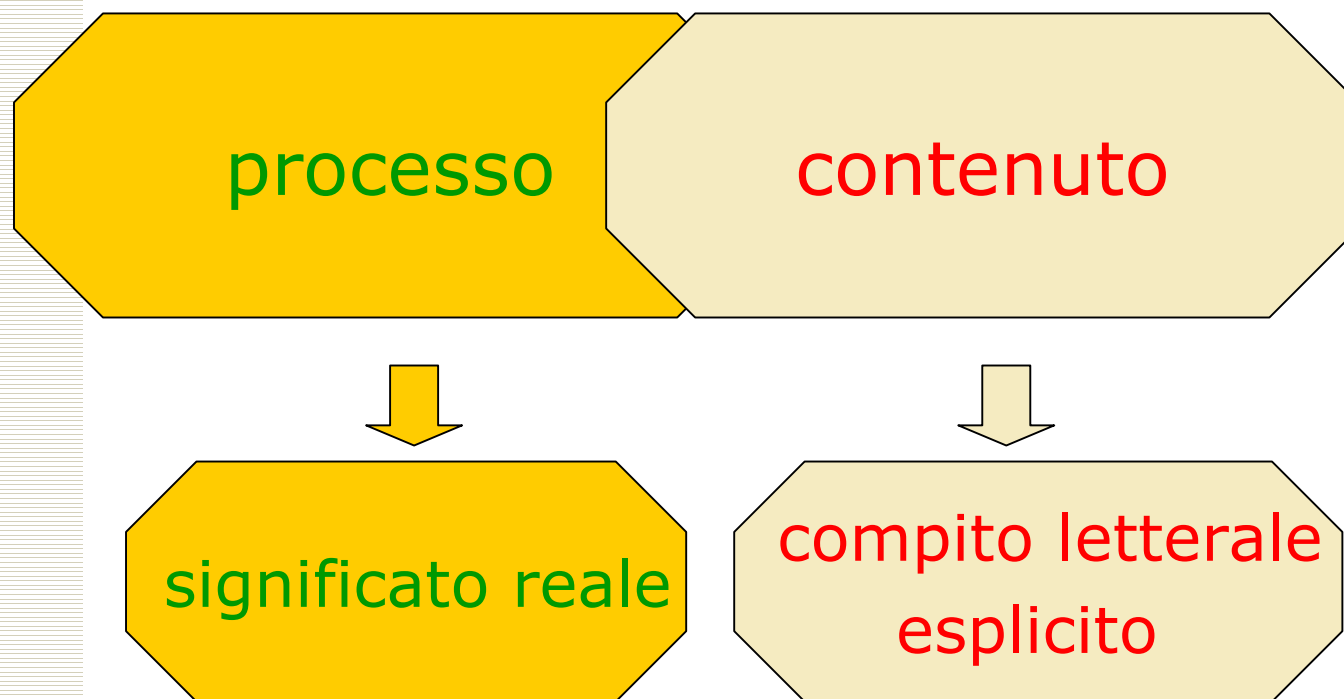 processo
contenuto
significato reale
compito letterale
esplicito